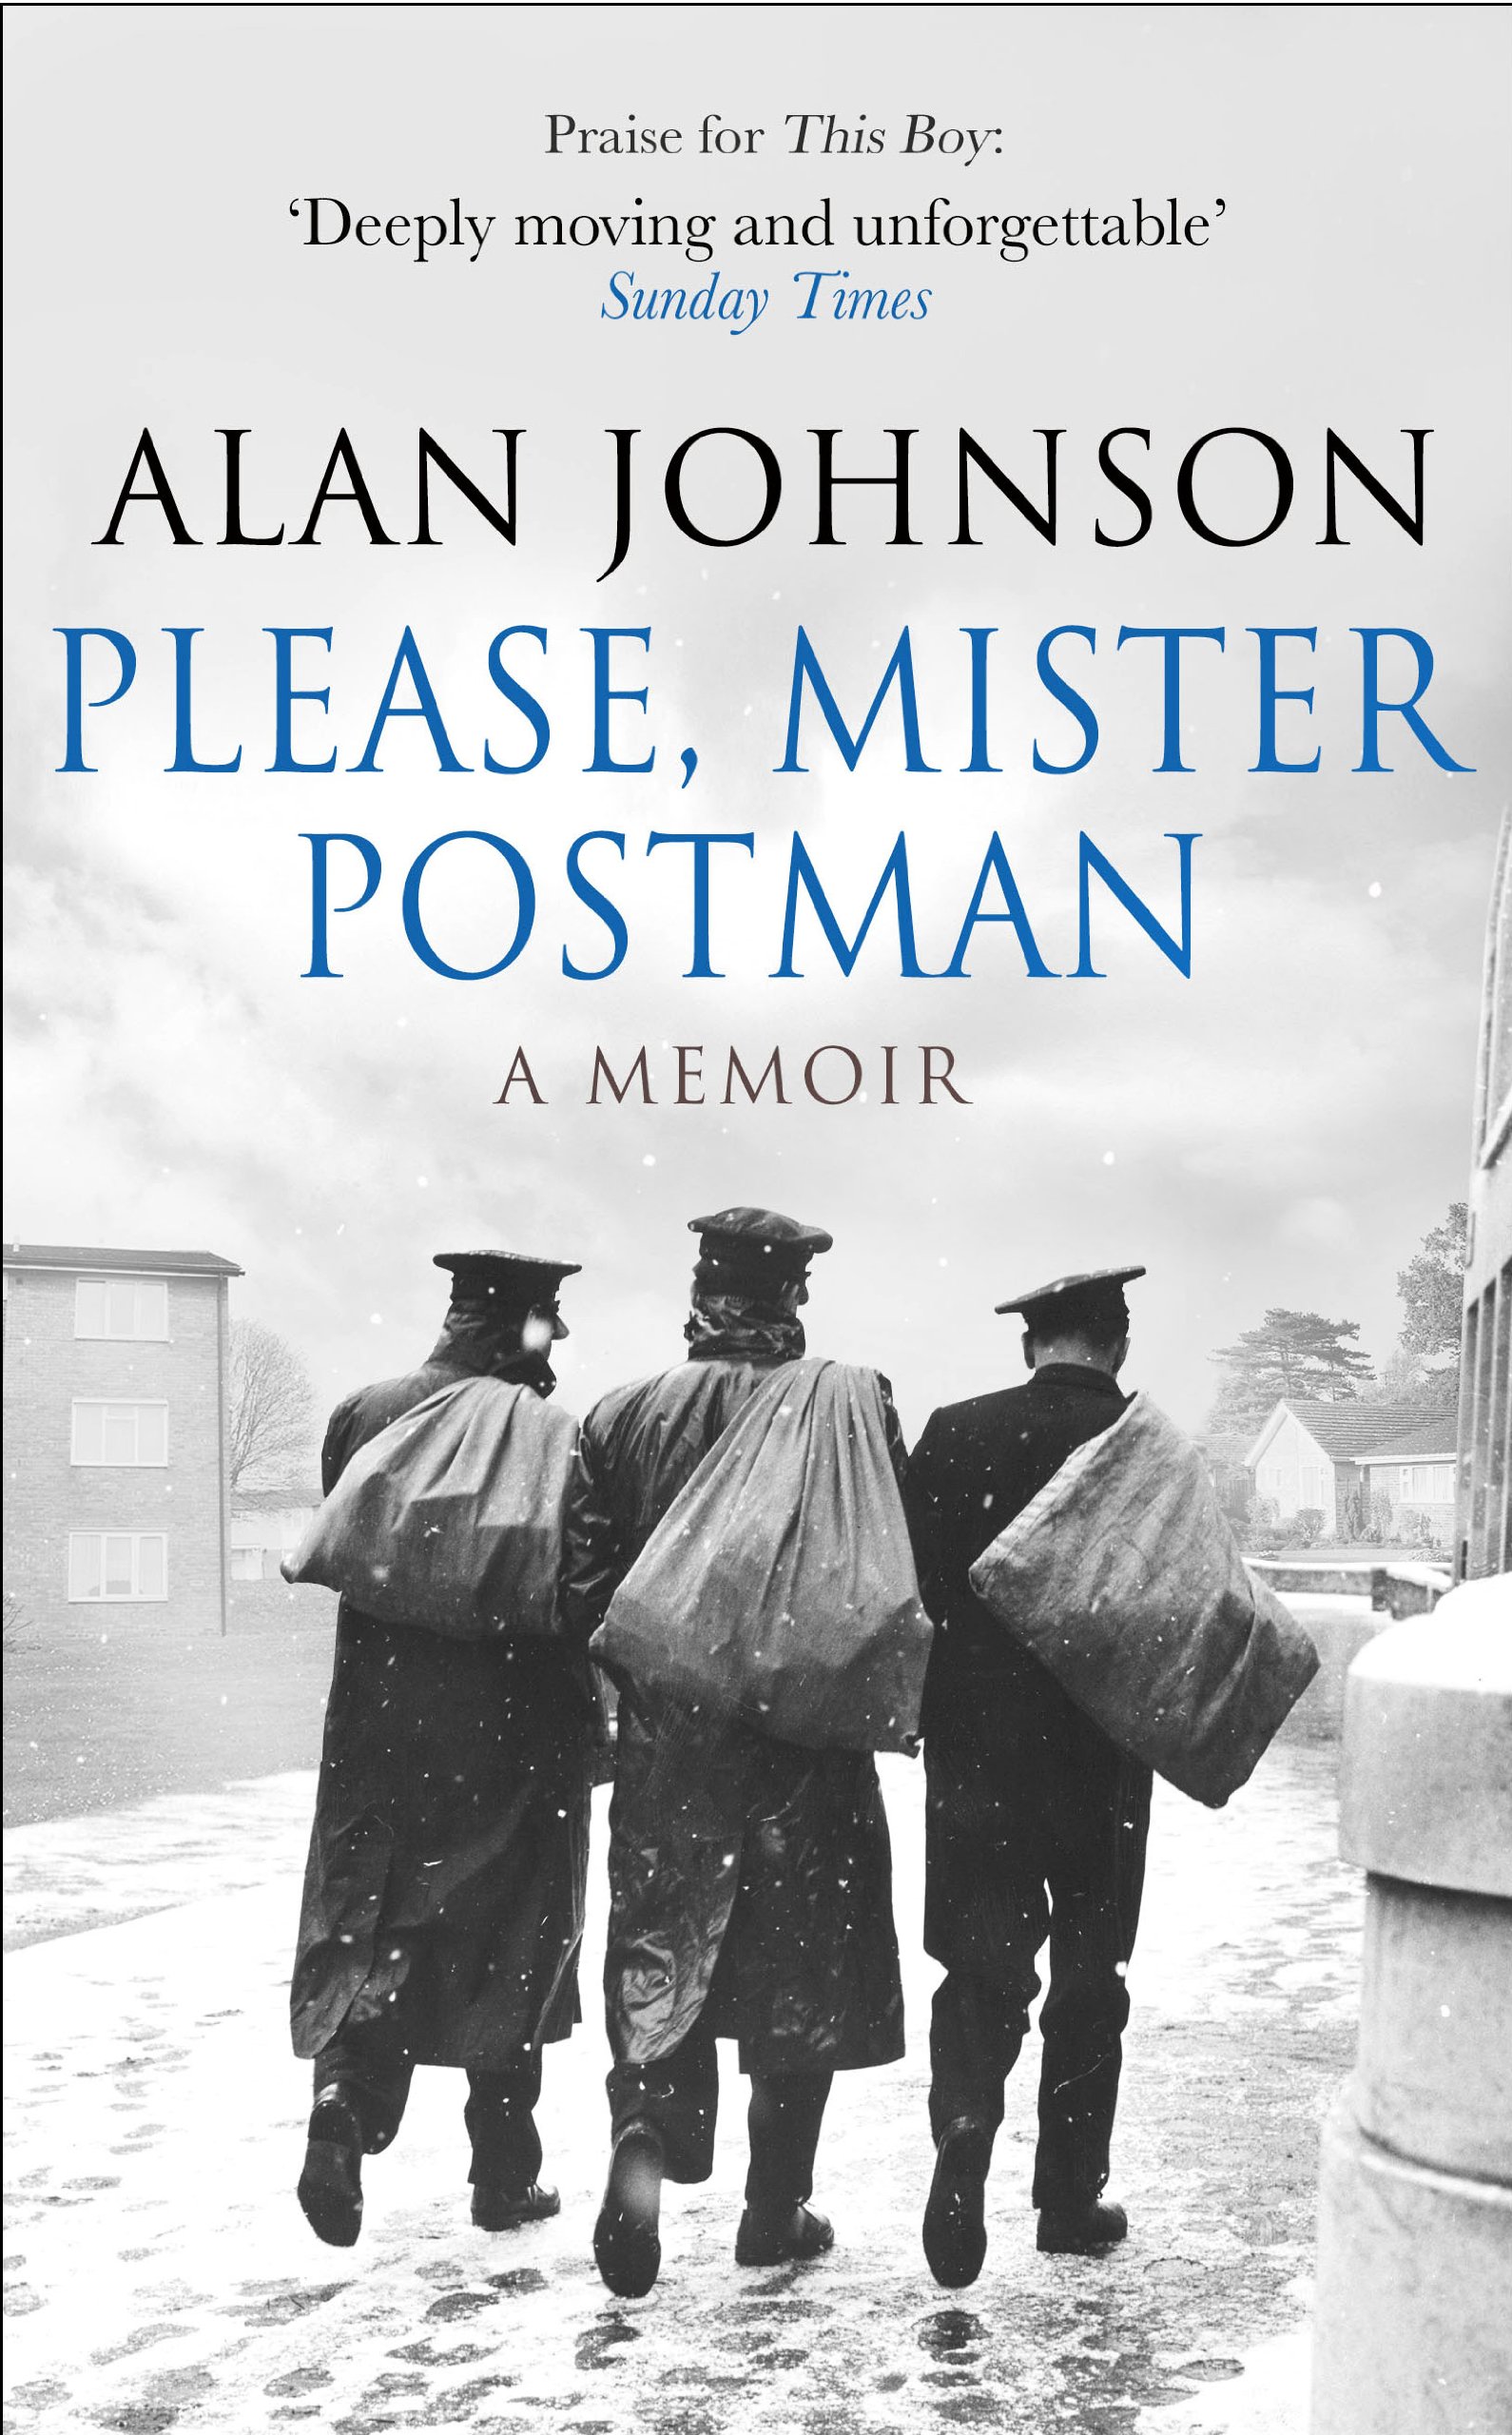 Praise for This Boy:
‘Deeply moving and unforgettable’
Sunday Times
ALAN JOHNSON
PLEASE, MISTER
POSTMAN
A MEMOIR